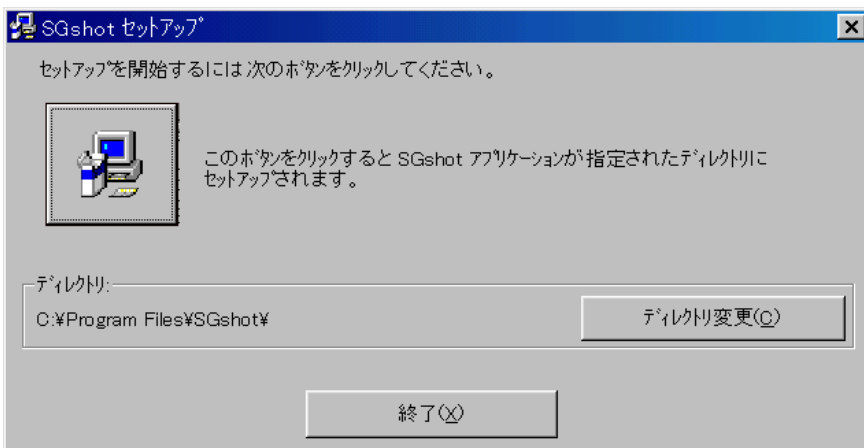 SGshot ｾｯﾄｱｯﾌﾟ
ｾｯﾄｱｯﾌﾟを開始するには次のﾎﾞﾀﾝをｸﾘｯｸしてください。
このﾎﾞﾀﾝをｸﾘｯｸすると SGshot ｱﾌﾟﾘｹｰｼｮﾝが指定されたﾃﾞｨﾚｸﾄﾘに
ｾｯﾄｱｯﾌﾟされます。
ﾃﾞｨﾚｸﾄﾘ:
C:¥Program Files¥SGshot¥
ﾃﾞｨﾚｸﾄﾘ変更(C)
終了(X)